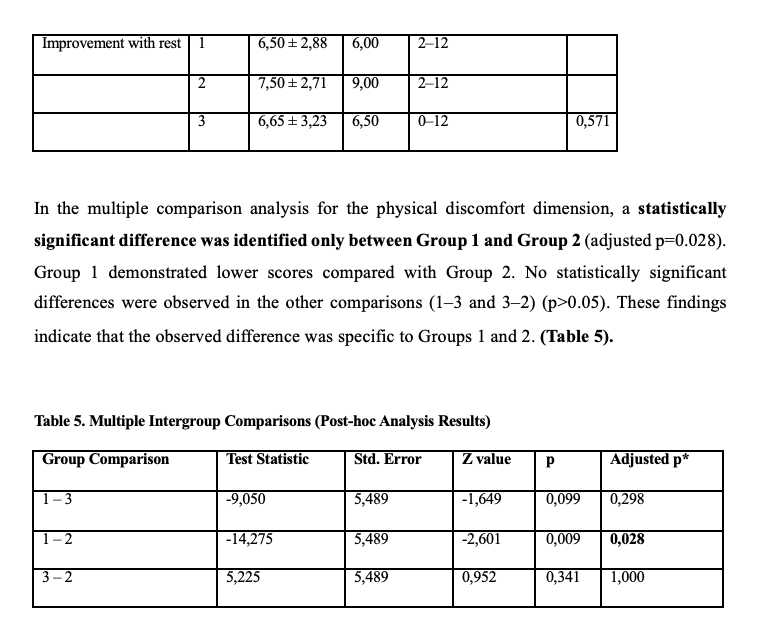 Improvement with rest 1 6,50 ± 2,88 6,00 2–12
2 7,50 ± 2,71 9,00 2–12
3 6,65 ± 3,23 6,50 0–12 0,571
In the multiple comparison analysis for the physical discomfort dimension, a statistically
significant difference was identified only between Group 1 and Group 2 (adjusted p=0.028).
Group 1 demonstrated lower scores compared with Group 2. No statistically significant
differences were observed in the other comparisons (1–3 and 3–2) (p>0.05). These findings
indicate that the observed difference was specific to Groups 1 and 2. (Table 5).
Table 5. Multiple Intergroup Comparisons (Post-hoc Analysis Results)
Group Comparison Test Statistic Std. Error Z value p Adjusted p*
1 – 3 -9,050 5,489 -1,649 0,099 0,298
1 – 2 -14,275 5,489 -2,601 0,009 0,028
3 – 2 5,225 5,489 0,952 0,341 1,000